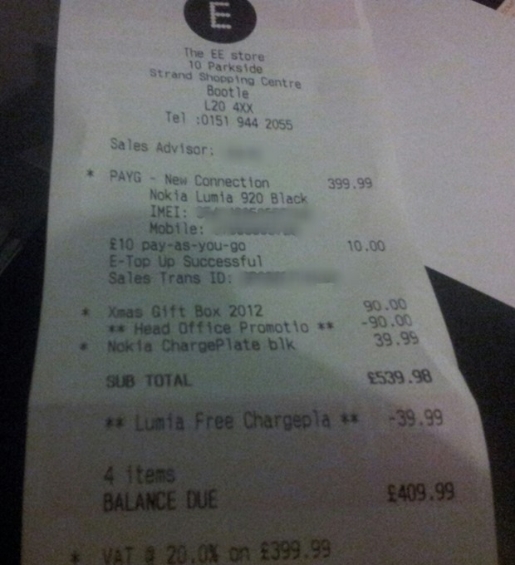 E
The EE store
10 Parkside
Strand Shopping Centre
Bootle
L20 4XX
Tel :0151 944 2055
Sales Advisor:
* PAYG - New Connection 399.99
Nokia Lumia 920 Black
IMEI:
Mobile:
£10 pay-as-you-go 10.00
E-Top Up Successful
Sales Trans ID:
* Xmas Gift Box 2012 90.00
** Head Office Promotio ** -90.00
* Nokia ChargePlate blk 39.99
SUB TOTAL £539.98
** Lumia Free Chargepla ** -39.99
4 items
BALANCE DUE £409.99
* VAT @ 20.0% on £399.99